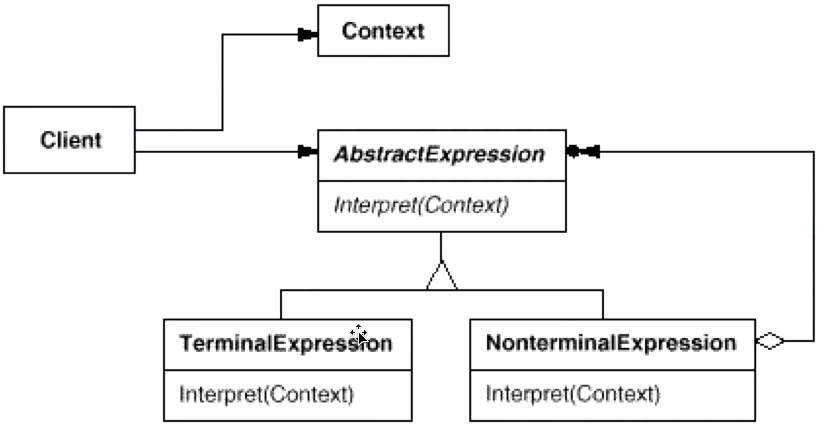 Context
Client
AbstractExpression
Interpret(Context)
TerminalExpression
NonterminalExpression
Interpret(Context)
Interpret(Context)